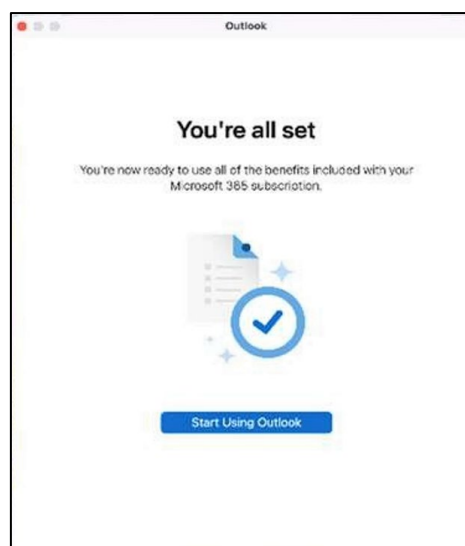 Outlook
You're all set
You're now ready to use all of the benefits included with your
Microsoft 365 subscription.
Start Using Outlook